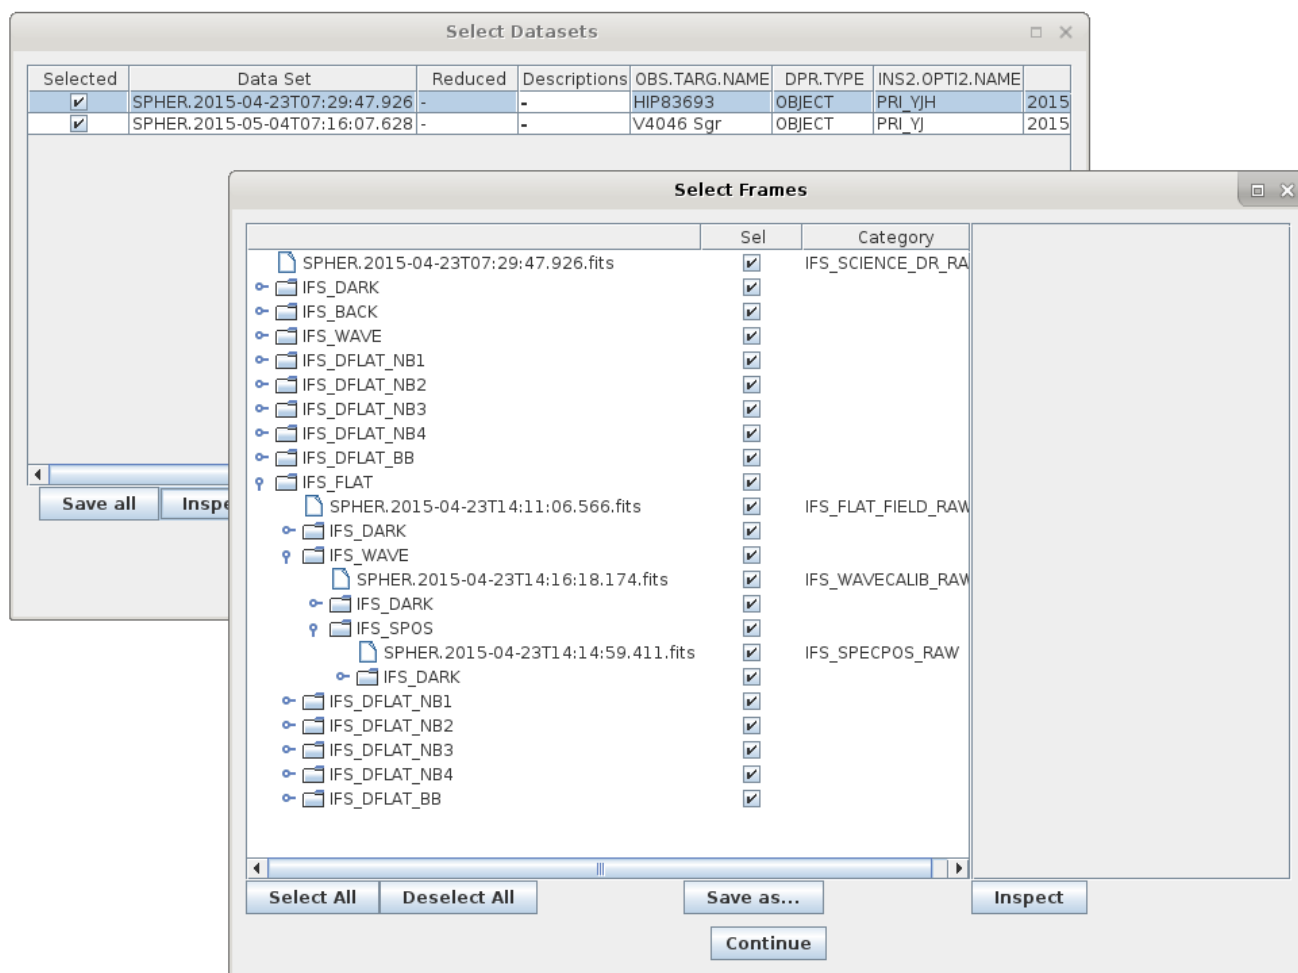 Select Datasets
Selected Data Set Reduced Descriptions OBS.TARG.NAME DPR.TYPE INS2.OPTI2.NAME
SPHER.2015-04-23T07:29:47.926 - - HIP83693 OBJECT PRI_YJH 2015
SPHER.2015-05-04T07:16:07.628 - - V4046 Sgr OBJECT PRI_YJ 2015
Select Frames
Sel Category
SPHER.2015-04-23T07:29:47.926.fits IFS_SCIENCE_DR_RA
IFS_DARK
IFS_BACK
IFS_WAVE
IFS_DFLAT_NB1
IFS_DFLAT_NB2
IFS_DFLAT_NB3
IFS_DFLAT_NB4
IFS_DFLAT_BB
IFS_FLAT
SPHER.2015-04-23T14:11:06.566.fits IFS_FLAT_FIELD_RAW
IFS_DARK
IFS_WAVE
SPHER.2015-04-23T14:16:18.174.fits IFS_WAVECALIB_RAW
IFS_DARK
IFS_SPOS
SPHER.2015-04-23T14:14:59.411.fits IFS_SPECPOS_RAW
IFS_DARK
IFS_DFLAT_NB1
IFS_DFLAT_NB2
IFS_DFLAT_NB3
IFS_DFLAT_NB4
IFS_DFLAT_BB
Save all Inspe
Select All Deselect All Save as... Inspect
Continue